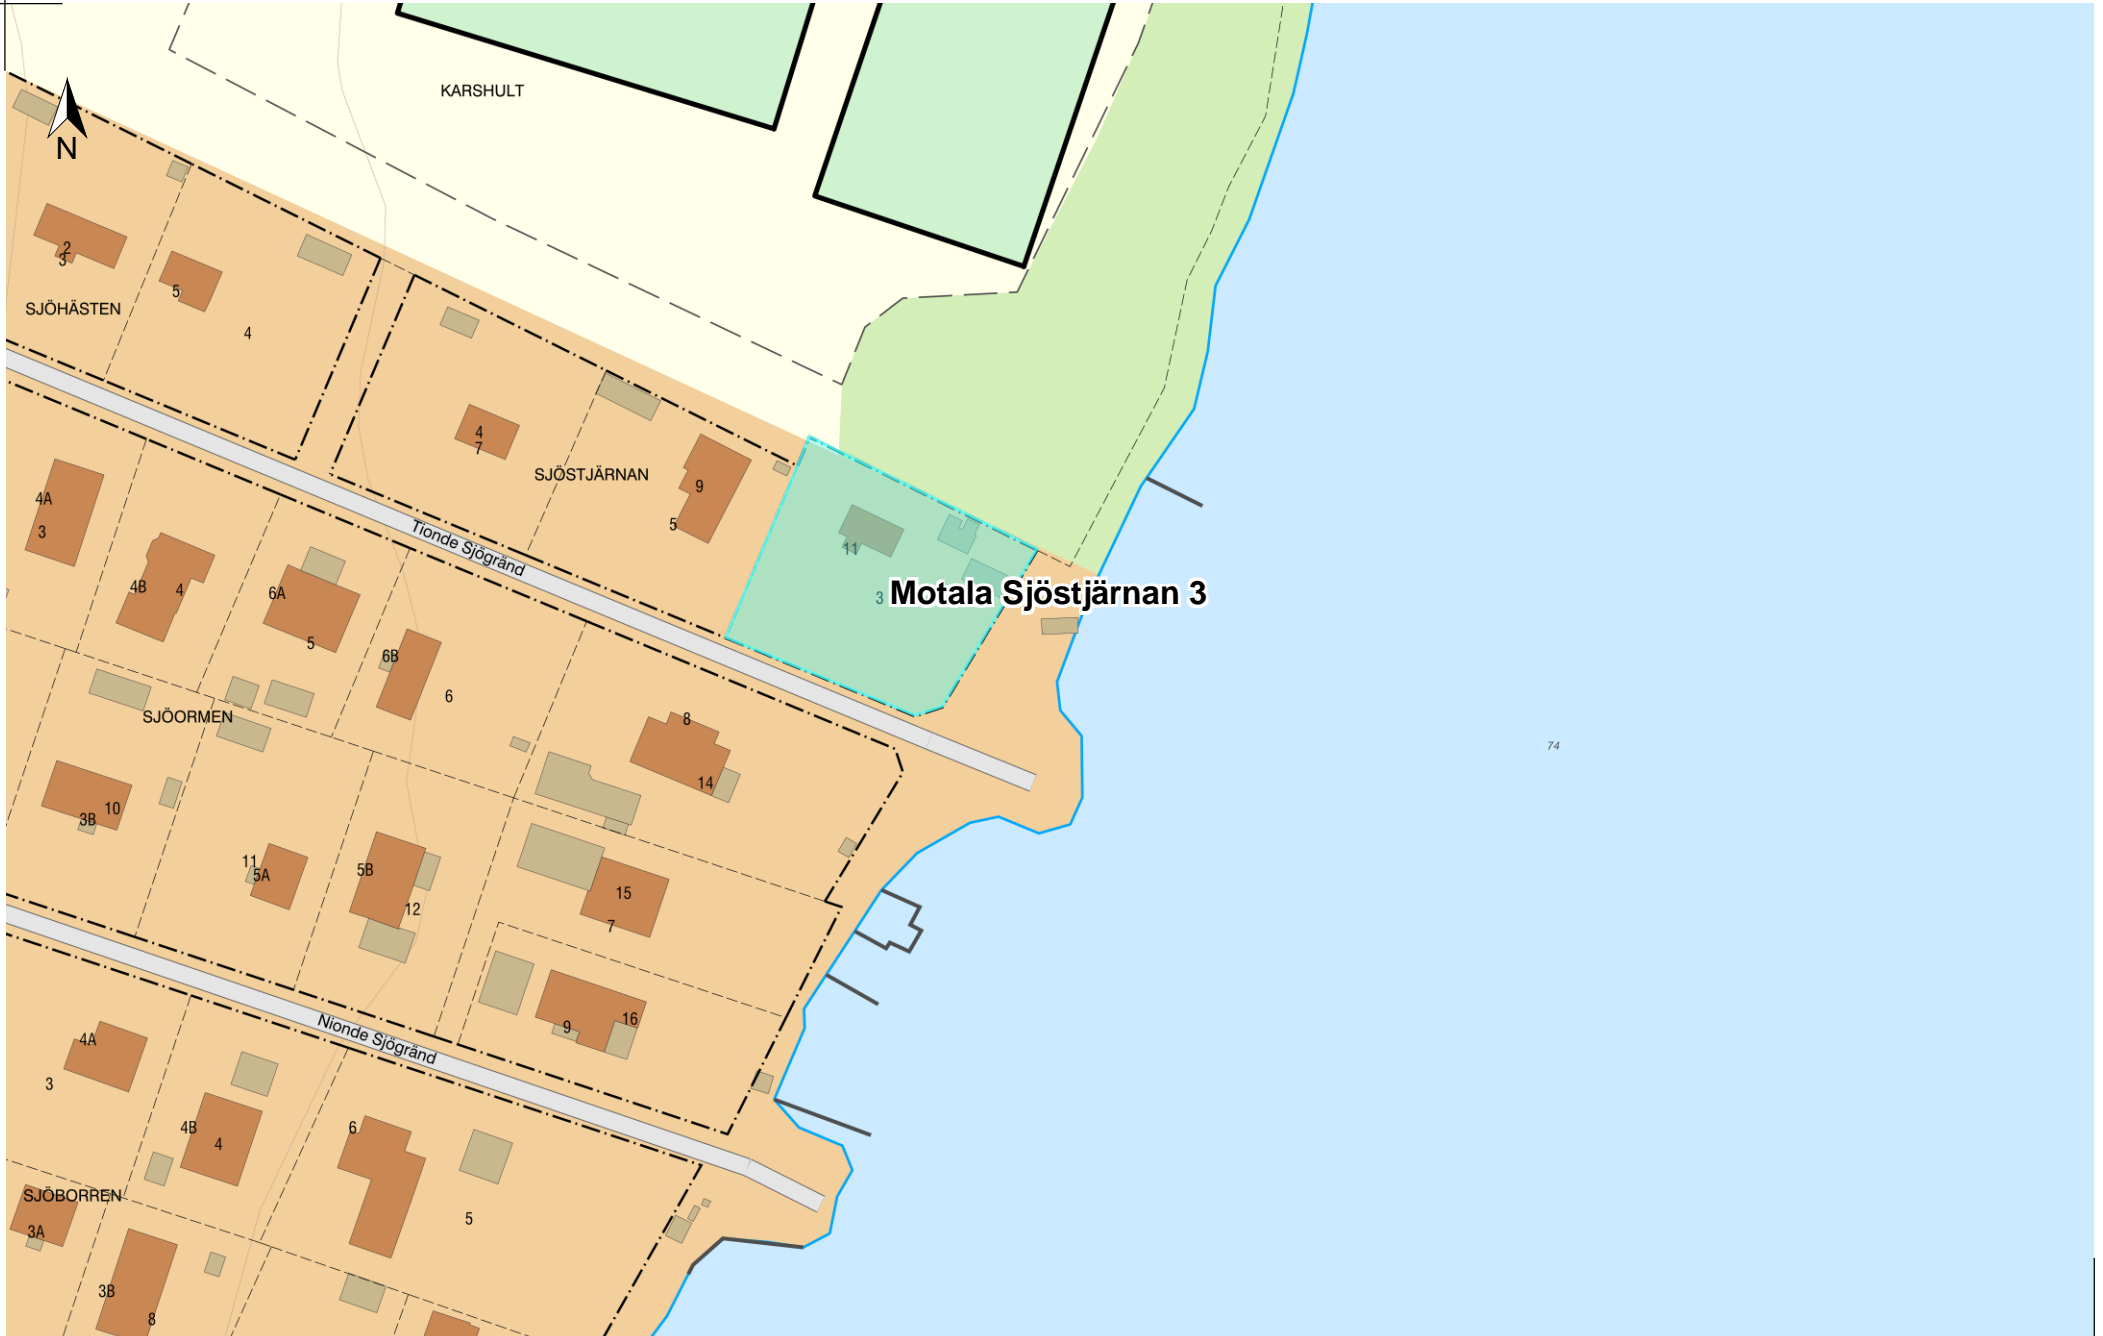 KARSHULT
N
2
3
5
SJÖHÄSTEN
4
4
7
SJÖSTJÄRNAN
9
5
11
3
Motala Sjöstjärnan 3
Tionde Sjögränd
4A
3
4B
4
6A
5
6B
6
SJÖORMEN
8
14
74
10
3B
11
5A
5B
12
15
7
16
9
Nionde Sjögränd
4A
3
4B
4
6
5
SJÖBORREN
3A
3B
8